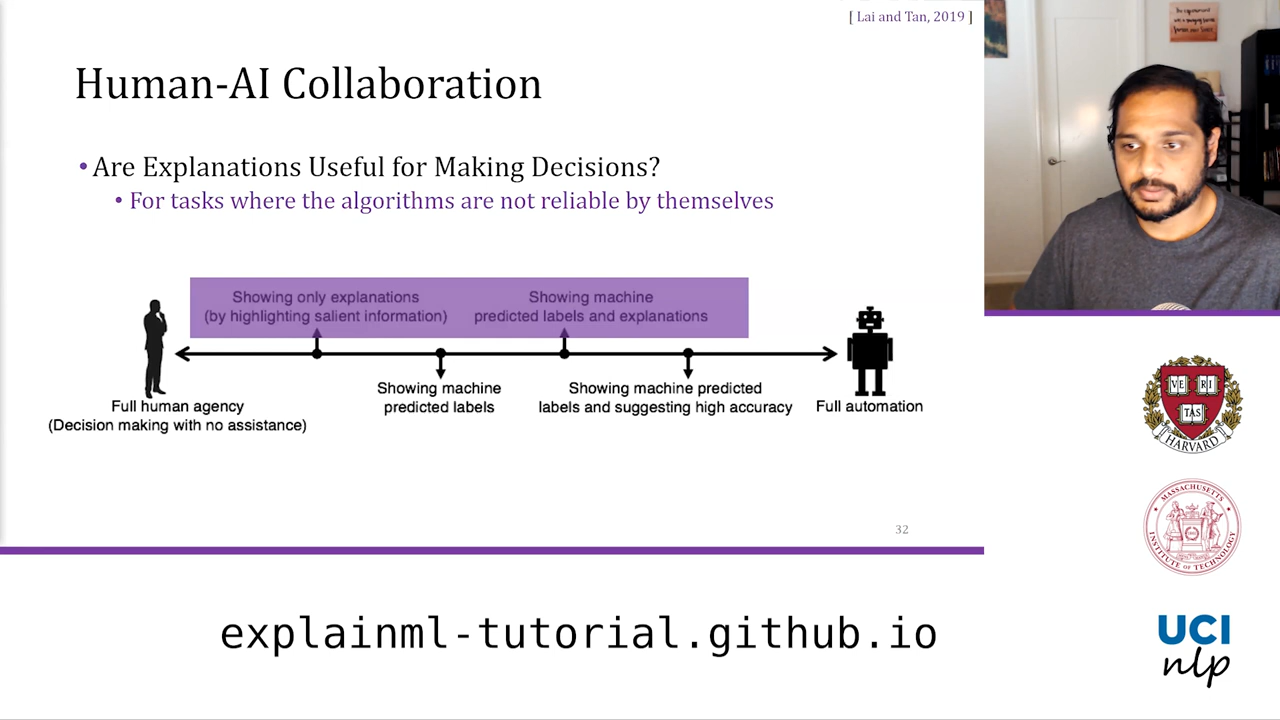 [ Lai and Tan, 2019 ]
Human-AI Collaboration
• Are Explanations Useful for Making Decisions?
• For tasks where the algorithms are not reliable by themselves
Showing only explanations
(by highlighting salient information)
Showing machine
predicted labels and explanations
Showing machine
predicted labels
Showing machine predicted
labels and suggesting high accuracy
Full human agency
(Decision making with no assistance)
Full automation
32
explainml-tutorial.github.io
VE RI
TAS
HARVARD
MASSACHUSETTS
INSTITUTE OF TECHNOLOGY
UCI
nlp